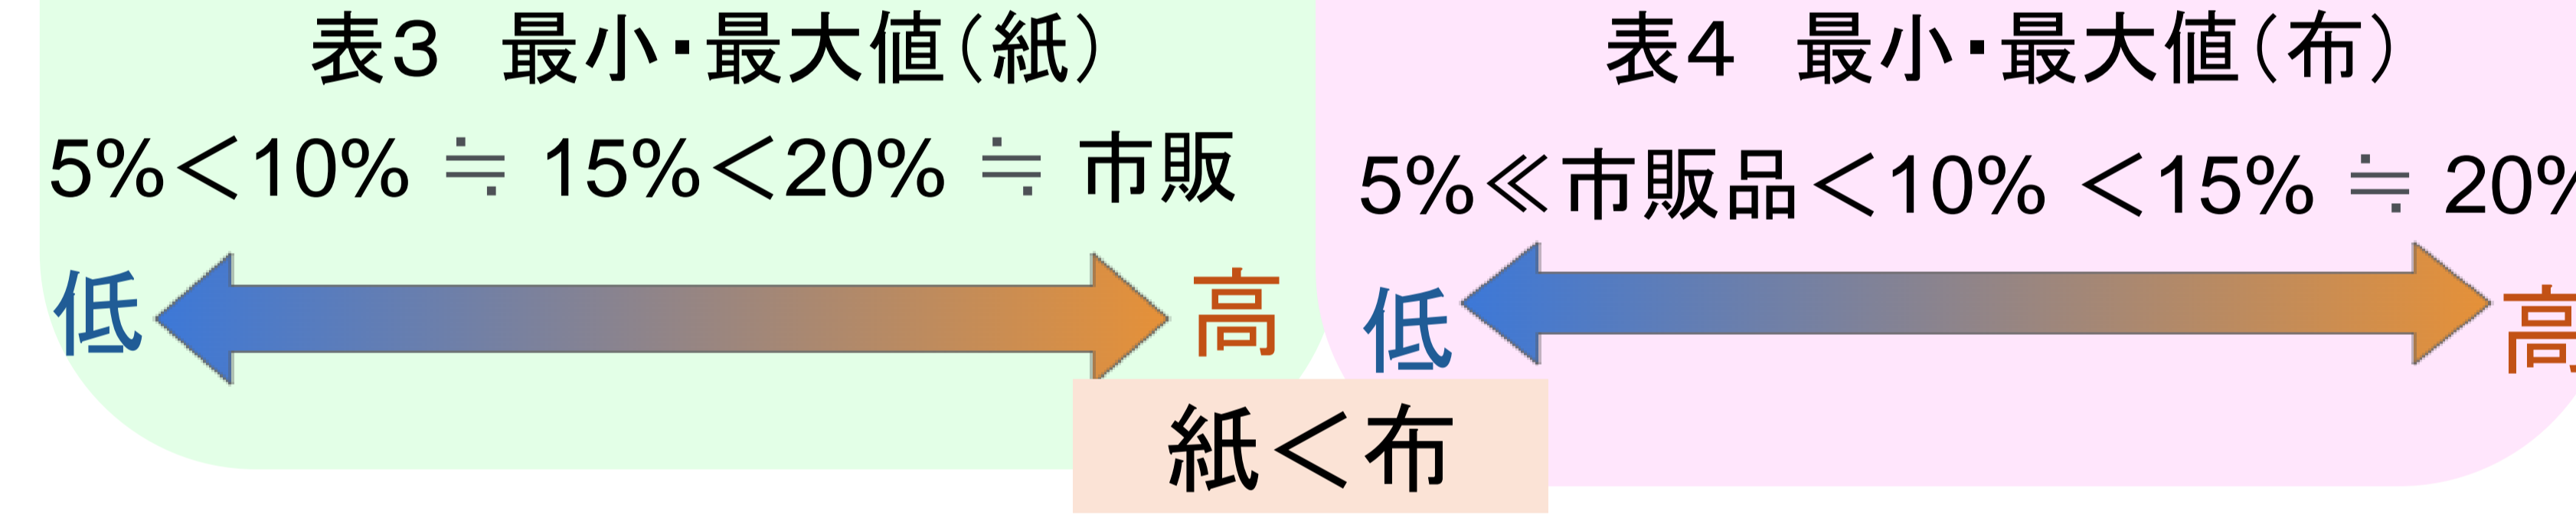 表3　最小・最大値（紙）
5%＜10% ≒ 15%＜20% ≒ 市販
低
高
表4　最小・最大値（布）
5%≪市販品＜10% ＜15% ≒ 20%
低
高
紙＜布